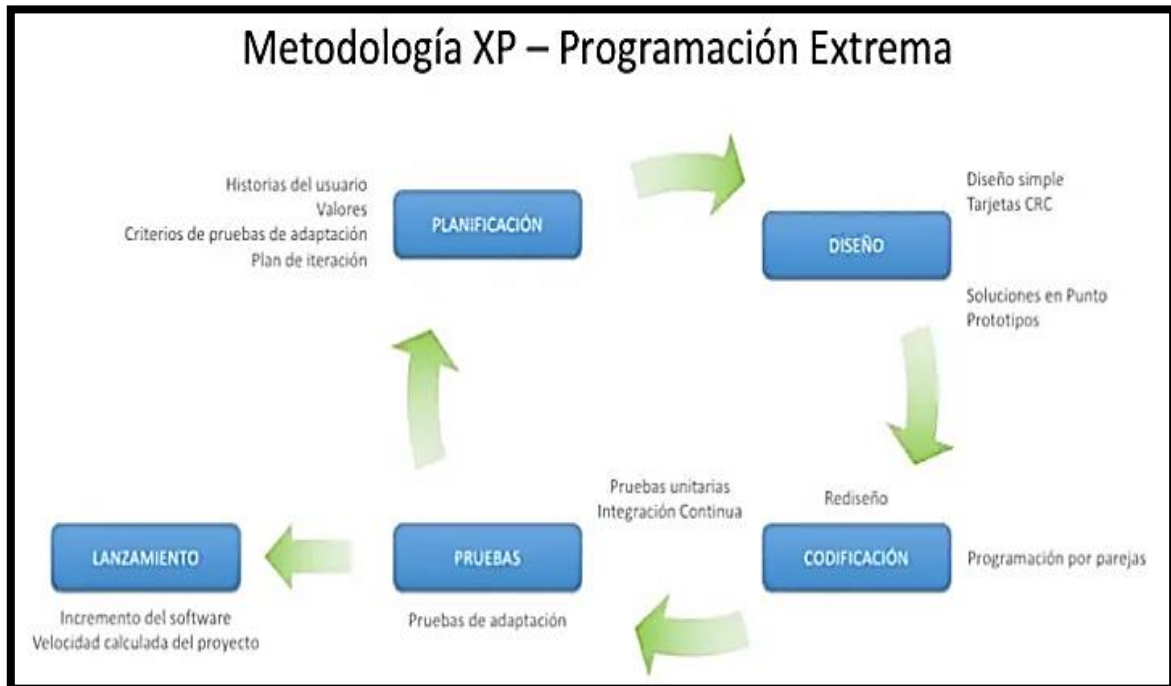 Metodología XP – Programación Extrema
Historias del usuario
Valores
Criterios de pruebas de adaptación
Plan de iteración
PLANIFICACIÓN
DISEÑO
Diseño simple
Tarjetas CRC
Soluciones en Punto
Prototipos
Rediseño
CODIFICACIÓN
Programación por parejas
Pruebas unitarias
Integración Continua
PRUEBAS
Pruebas de adaptación
LANZAMIENTO
Incremento del software
Velocidad calculada del proyecto